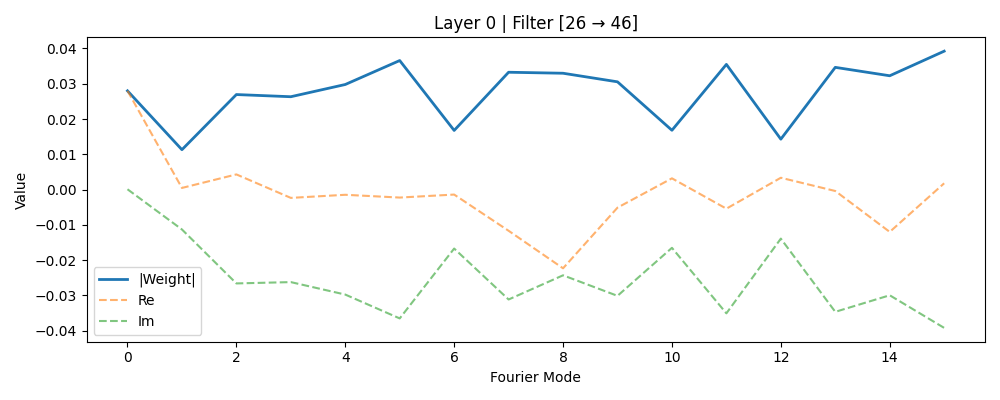 Layer 0 | Filter [26 → 46]
Value
0.04
0.03
0.02
0.01
0.00
−0.01
−0.02
−0.03
−0.04
|Weight|
Re
Im
0 2 4 6 8 10 12 14
Fourier Mode